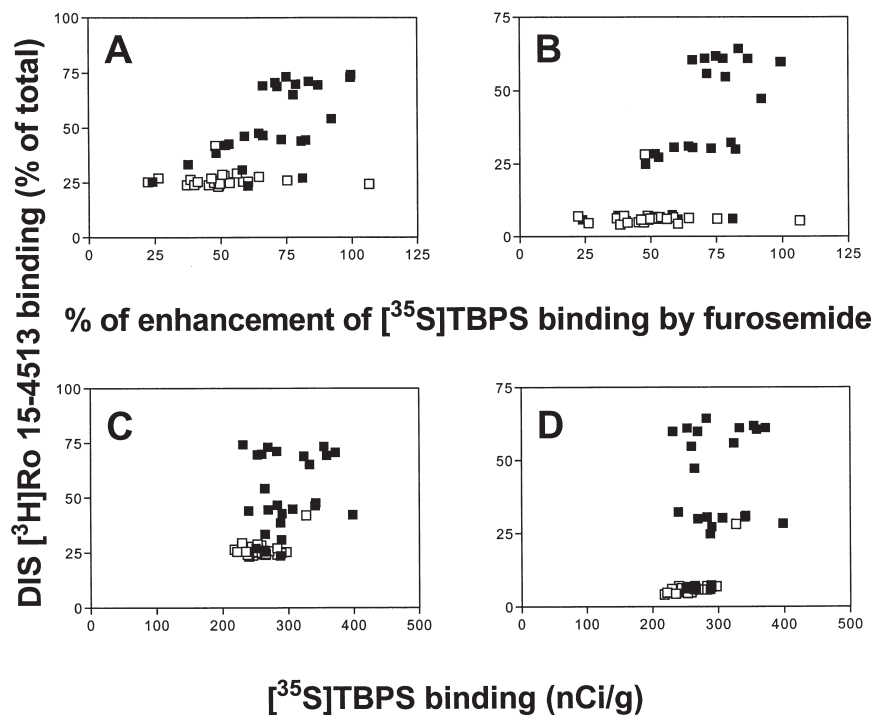 DIS [³H]Ro 15-4513 binding (% of total)
A
100
75
50
25
0
0 25 50 75 100 125
B
75
50
25
0
0 25 50 75 100 125
% of enhancement of [³⁵S]TBPS binding by furosemide
C
100
75
50
25
0
0 100 200 300 400 500
D
75
50
25
0
0 100 200 300 400 500
[³⁵S]TBPS binding (nCi/g)